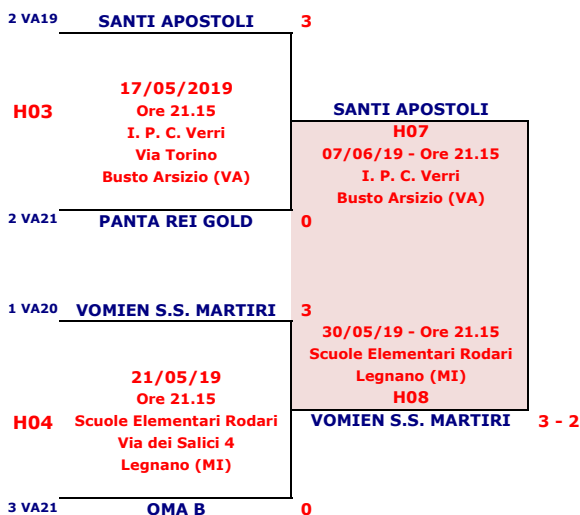 2 VA19 SANTI APOSTOLI 3
17/05/2019
H03 Ore 21.15
I. P. C. Verri
Via Torino
Busto Arsizio (VA)
2 VA21 PANTA REI GOLD 0
SANTI APOSTOLI
H07
07/06/19 - Ore 21.15
I. P. C. Verri
Busto Arsizio (VA)
1 VA20 VOMIEN S.S. MARTIRI 3
21/05/19
Ore 21.15
H04 Scuole Elementari Rodari
Via dei Salici 4
Legnano (MI)
3 VA21 OMA B 0
30/05/19 - Ore 21.15
Scuole Elementari Rodari
Legnano (MI)
H08
VOMIEN S.S. MARTIRI 3 - 2